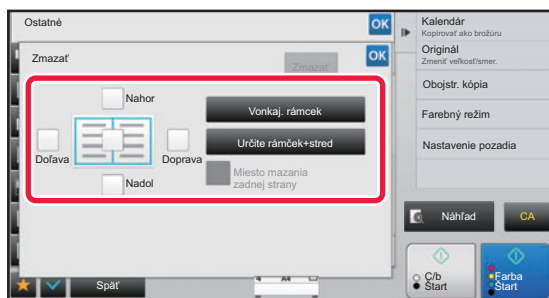 Ostatné
OK
Zmazať
Zmazať
OK
Nahor
Doľava
Doprava
Nadol
Vonkaj. rámcek
Určite rámček+stred
Miesto mazania
zadnej strany
Späť
A4
Kalendár
Kopírovať ako brožúru
Originál
Zmeniť veľkosť/smer.
Obojstr. kópia
Farebný režim
Nastavenie pozadia
Náhľad
CA
Č/b
Štart
Farba
Štart